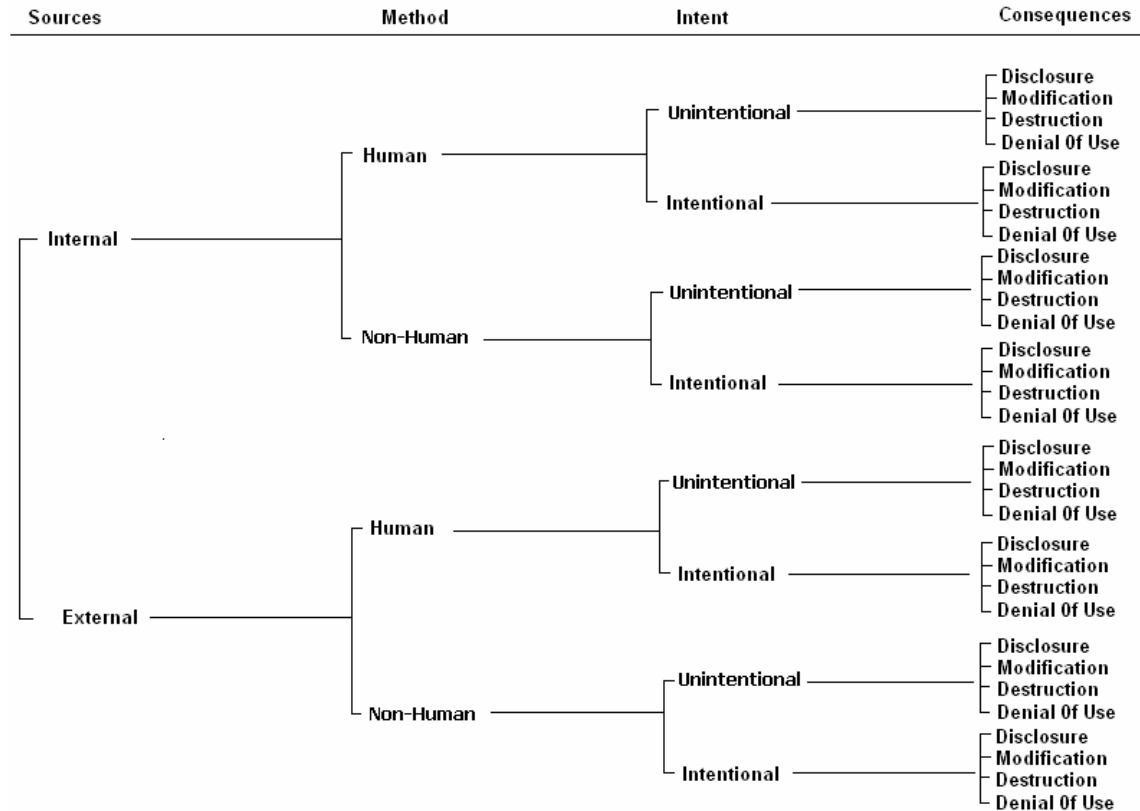 Sources Method Intent Consequences
Disclosure
Modification
Unintentional
Destruction
Denial Of Use
Human
Disclosure
Modification
Intentional
Destruction
Denial Of Use
Internal
Disclosure
Modification
Unintentional
Destruction
Denial Of Use
Non-Human
Disclosure
Modification
Intentional
Destruction
Denial Of Use
Disclosure
Modification
Unintentional
Destruction
Denial Of Use
Human
Disclosure
Modification
Intentional
Destruction
Denial Of Use
External
Disclosure
Modification
Unintentional
Destruction
Denial Of Use
Non-Human
Disclosure
Modification
Intentional
Destruction
Denial Of Use